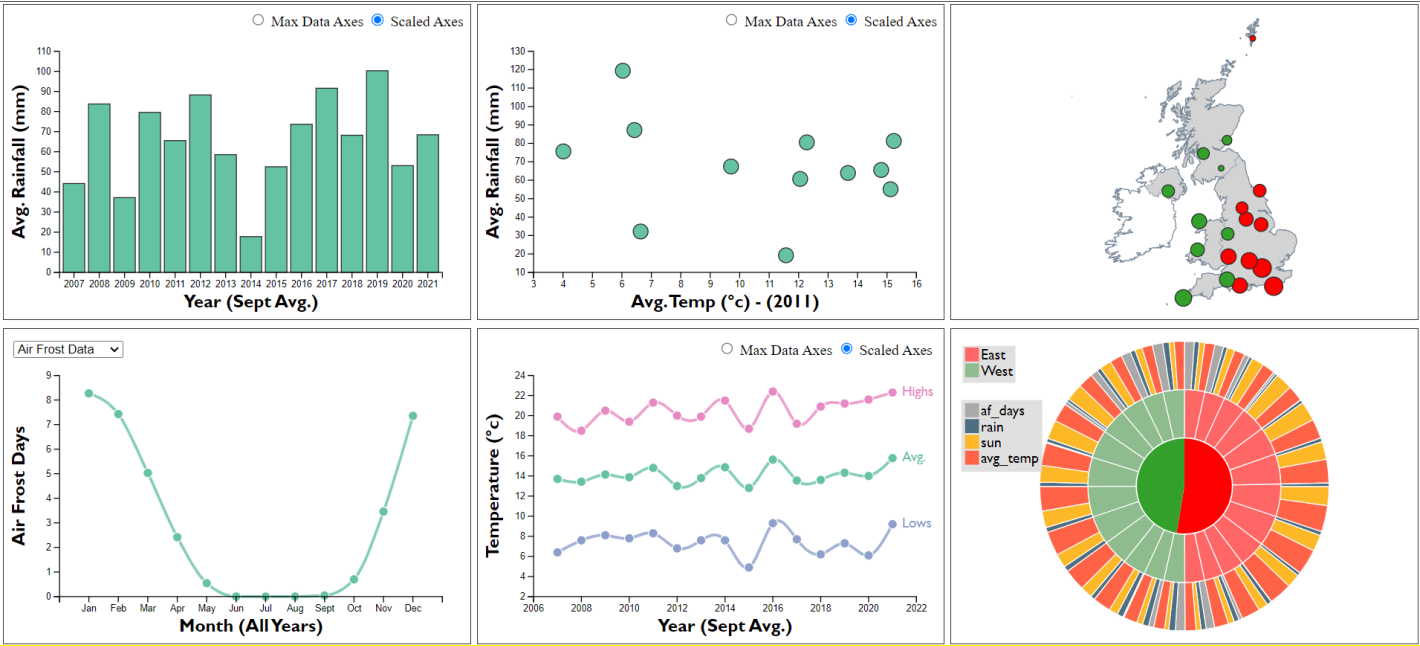 Max Data Axes Scaled Axes
110
100
90
80
70
60
50
40
30
20
10
0
Avg. Rainfall (mm)
2007 2008 2009 2010 2011 2012 2013 2014 2015 2016 2017 2018 2019 2020 2021
Year (Sept Avg.)
Max Data Axes Scaled Axes
130
120
110
100
90
80
70
60
50
40
30
20
10
Avg. Rainfall (mm)
3 4 5 6 7 8 9 10 11 12 13 14 15 16
Avg. Temp (°c) - (2011)
Air Frost Data
9
8
7
6
5
4
3
2
1
0
Air Frost Days
Jan Feb Mar Apr May Jun Jul Aug Sept Oct Nov Dec
Month (All Years)
Max Data Axes Scaled Axes
24
22
20
18
16
14
12
10
8
6
4
2
Temperature (°c)
Highs
Avg.
Lows
2006 2008 2010 2012 2014 2016 2018 2020 2022
Year (Sept Avg.)
East
West
af_days
rain
sun
avg_temp